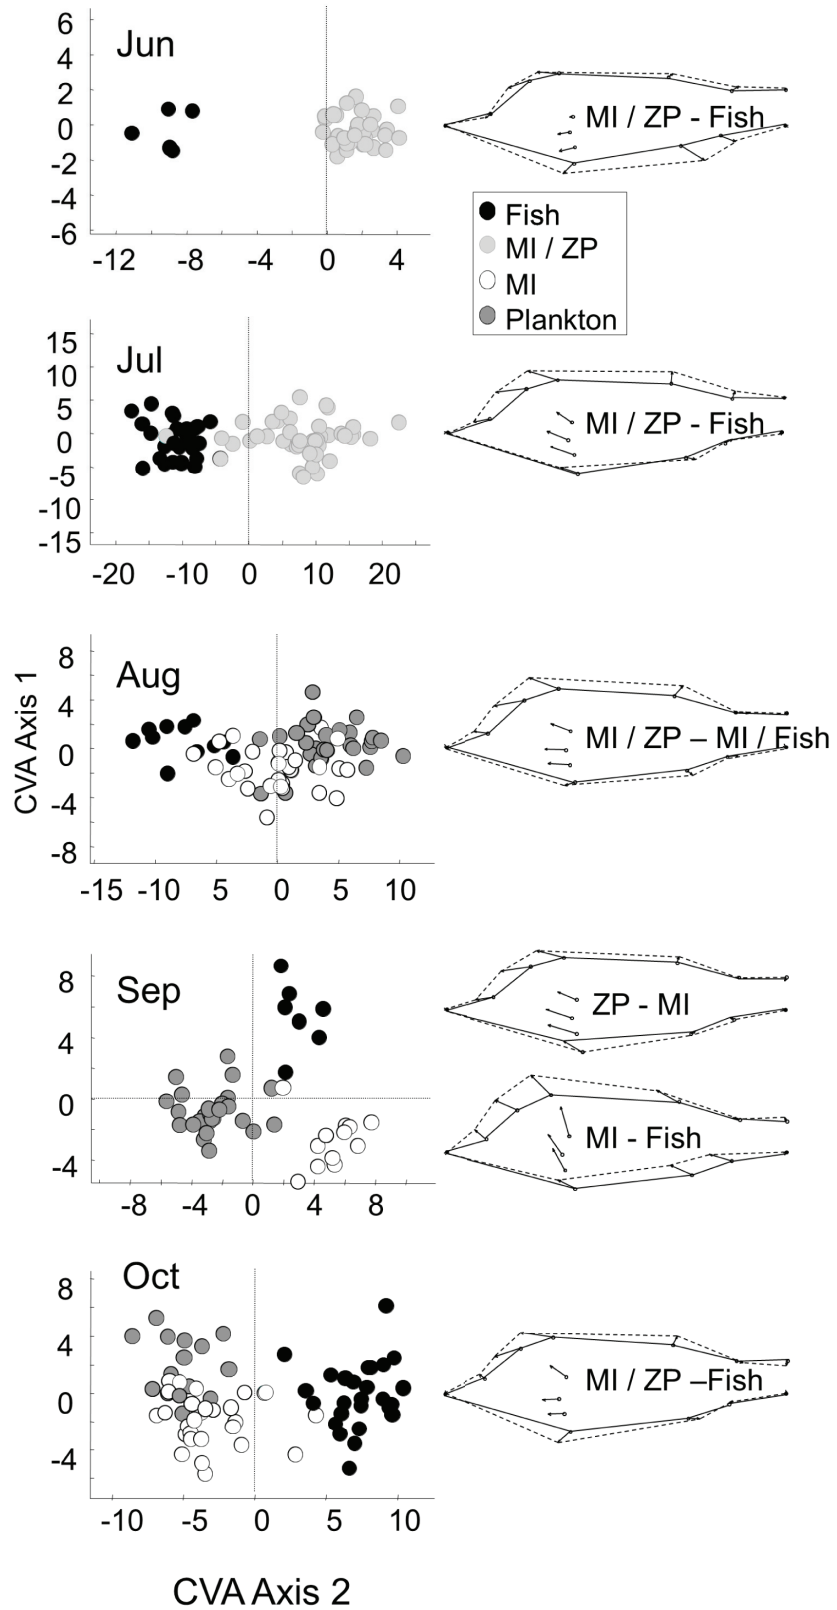 Jun
6
4
2
0
-2
-4
-6
-12 -8 -4 0 4
MI / ZP - Fish
Fish
MI / ZP
MI
Plankton
Jul
15
10
5
0
-5
-10
-15
-20 -10 0 10 20
MI / ZP - Fish
CVA Axis 1
Aug
8
4
0
-4
-8
-15 -10 5 0 5 10
MI / ZP – MI / Fish
Sep
8
4
0
-4
-8 -4 0 4 8
ZP - MI
MI - Fish
Oct
8
4
0
-4
-10 -5 0 5 10
MI / ZP –Fish
CVA Axis 2